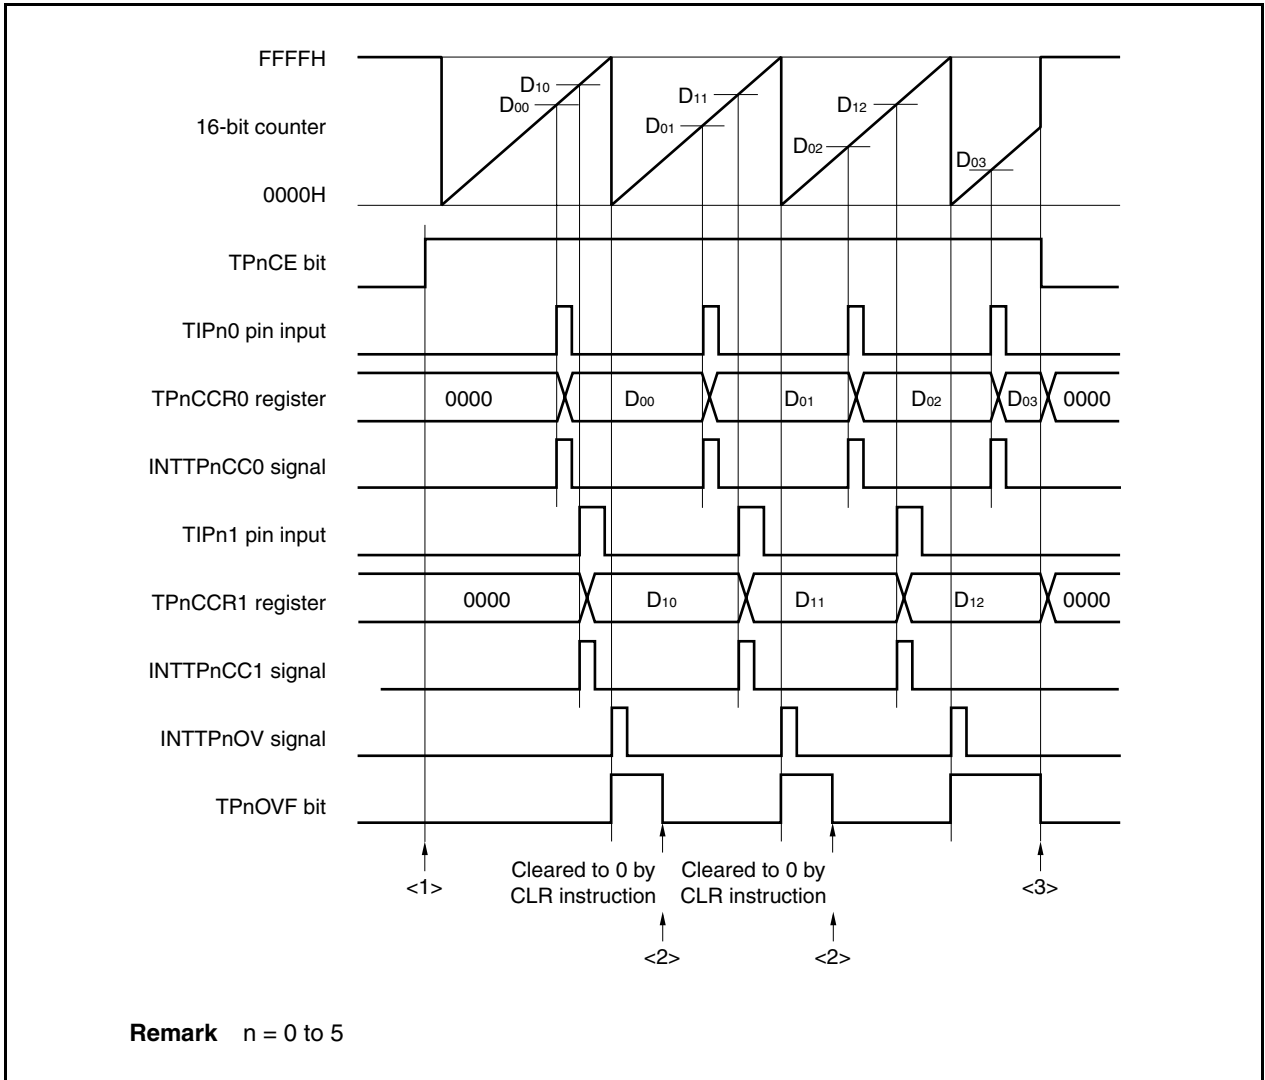 FFFFH
D10
D00
D11
D01
D12
D02
D03
16-bit counter
0000H
TPnCE bit
TIPn0 pin input
TPnCCR0 register
0000 D00 D01 D02 D03 0000
INTTPnCC0 signal
TIPn1 pin input
TPnCCR1 register
0000 D10 D11 D12 0000
INTTPnCC1 signal
INTTPnOV signal
TPnOVF bit
<1>
Cleared to 0 by
CLR instruction
<2>
Cleared to 0 by
CLR instruction
<2>
<3>
Remark n = 0 to 5